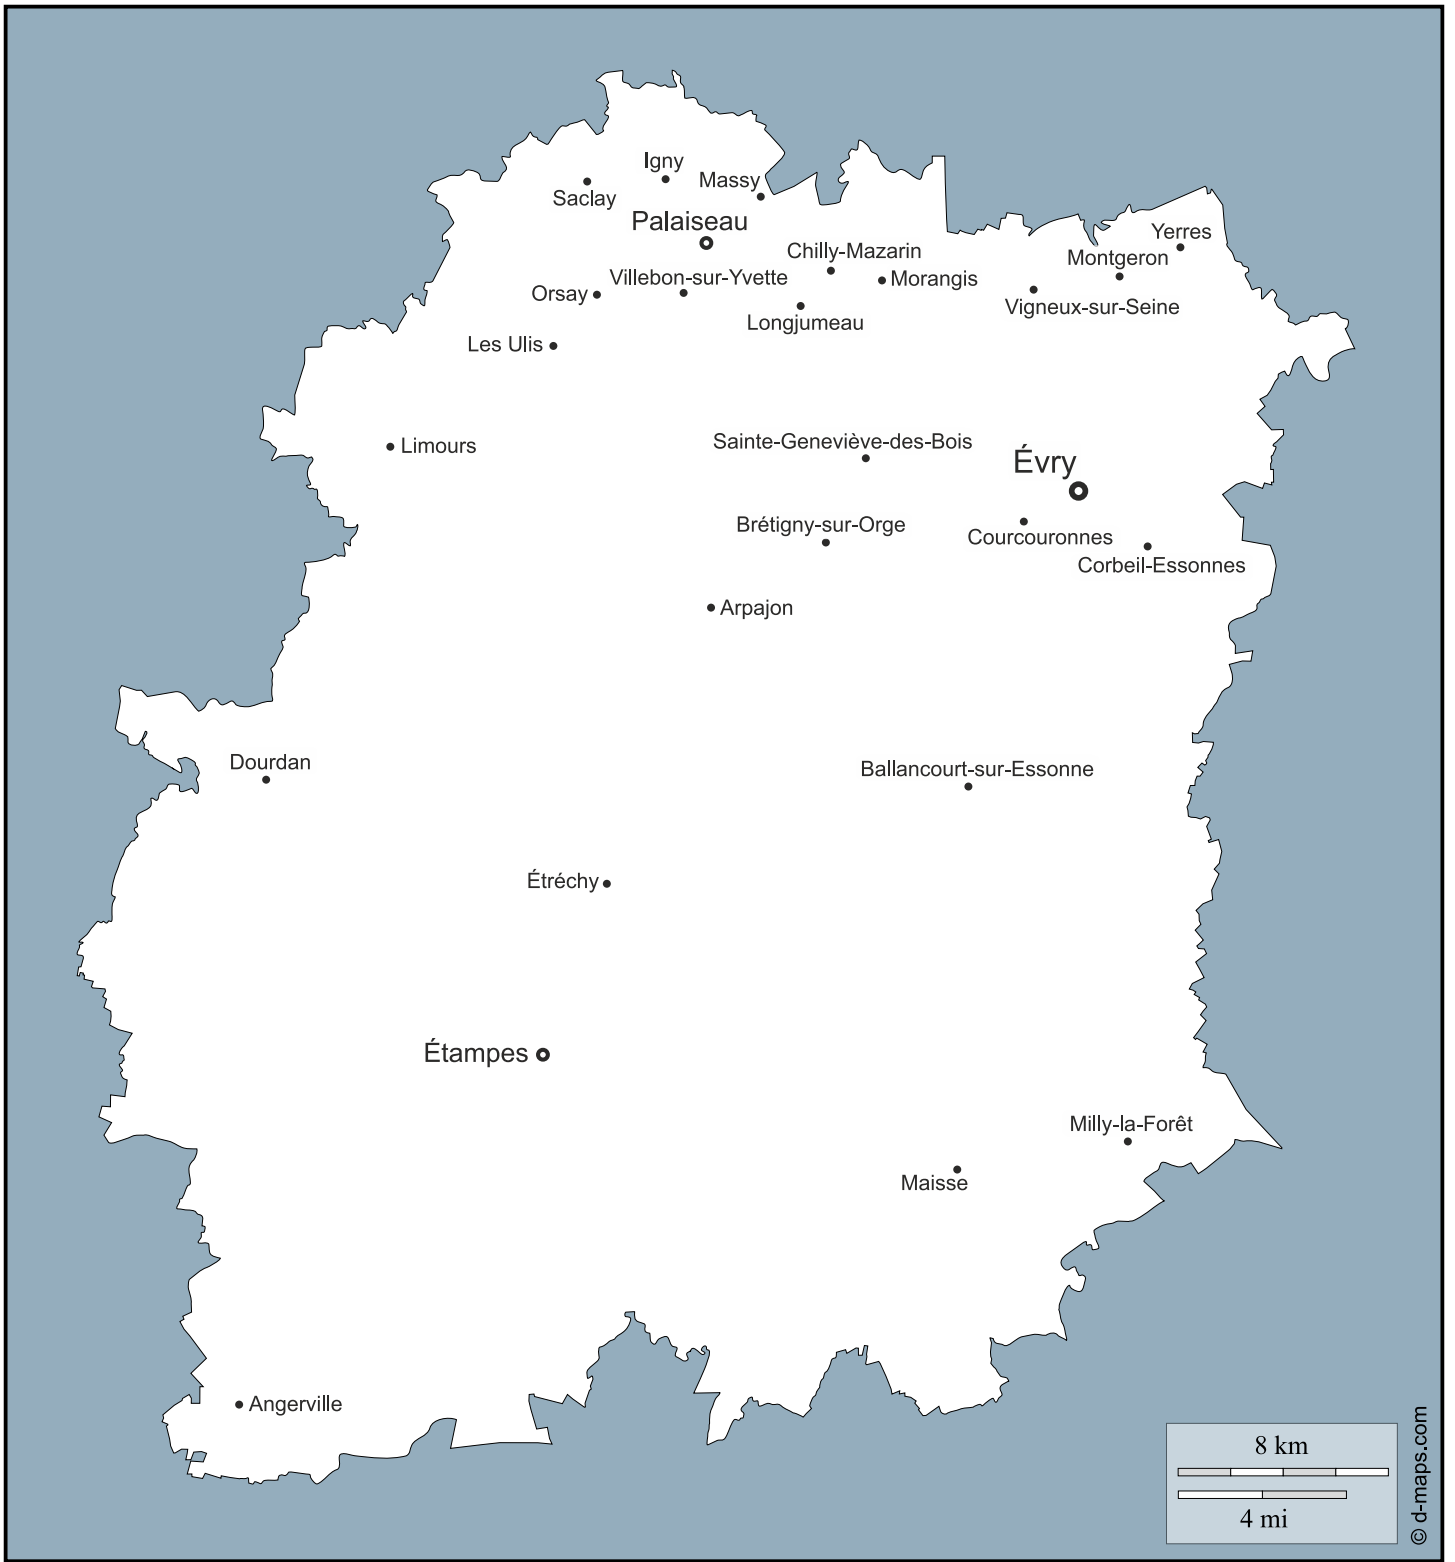 Igny
Massy
Saclay
Palaiseau
Yerres
Chilly-Mazarin
Montgeron
Villebon-sur-Yvette
Morangis
Orsay
Vigneux-sur-Seine
Longjumeau
Les Ulis
Sainte-Geneviève-des-Bois
Limours
Évry
Brétigny-sur-Orge
Courcouronnes
Corbeil-Essonnes
Arpajon
Dourdan
Ballancourt-sur-Essonne
Étréchy
Étampes
Milly-la-Forêt
Maisse
Angerville
8 km
4 mi
© d-maps.com